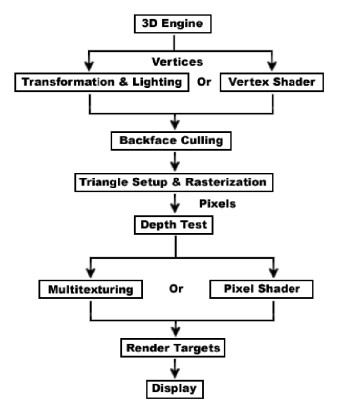 3D Engine
Vertices
Transformation & Lighting Or Vertex Shader
Backface Culling
Triangle Setup & Rasterization
Pixels
Depth Test
Multitexturing Or Pixel Shader
Render Targets
Display